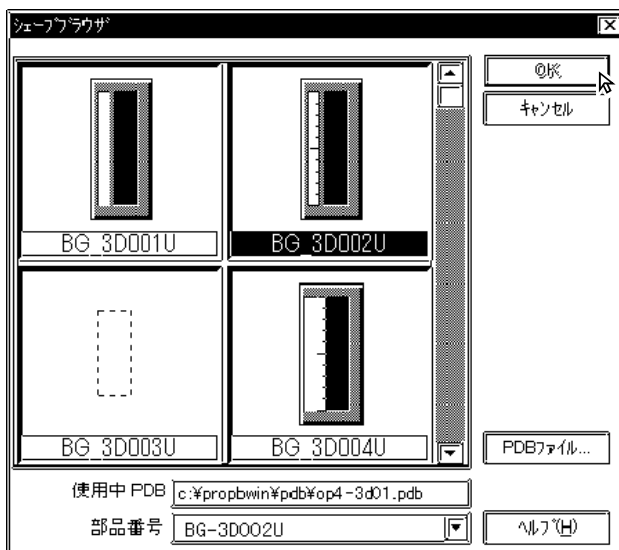 ｼｪｰﾌﾟﾌﾞﾗｳｻﾞ
OK
ｷｬﾝｾﾙ
BG_3D001U
BG_3D002U
BG_3D003U
BG_3D004U
PDBﾌｧｲﾙ...
使用中 PDB
c:¥propbwin¥pdb¥op4-3d01.pdb
部品番号
BG-3D002U
ﾍﾙﾌﾟ(H)